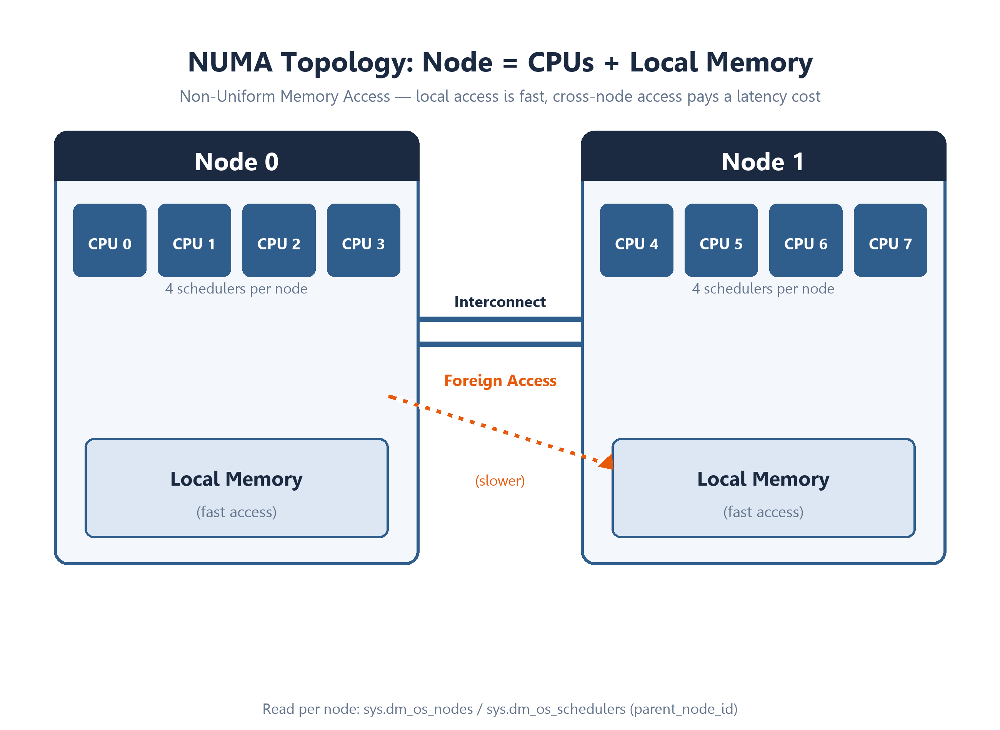 NUMA Topology: Node = CPUs + Local Memory
Non-Uniform Memory Access — local access is fast, cross-node access pays a latency cost
Node 0
CPU 0
CPU 1
CPU 2
CPU 3
4 schedulers per node
Local Memory
(fast access)
Interconnect
Foreign Access
(slower)
Node 1
CPU 4
CPU 5
CPU 6
CPU 7
4 schedulers per node
Local Memory
(fast access)
Read per node: sys.dm_os_nodes / sys.dm_os_schedulers (parent_node_id)